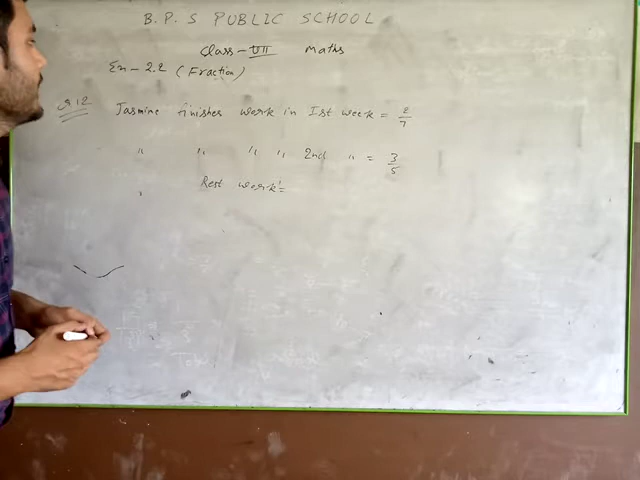 B. P. S PUBLIC SCHOOL
Class - VII Maths
Ex - 2.2 (Fraction)
Q 12 Jasmine finishes work in Ist week = 2/7
" " " " 2nd " = 3/5
Rest work =